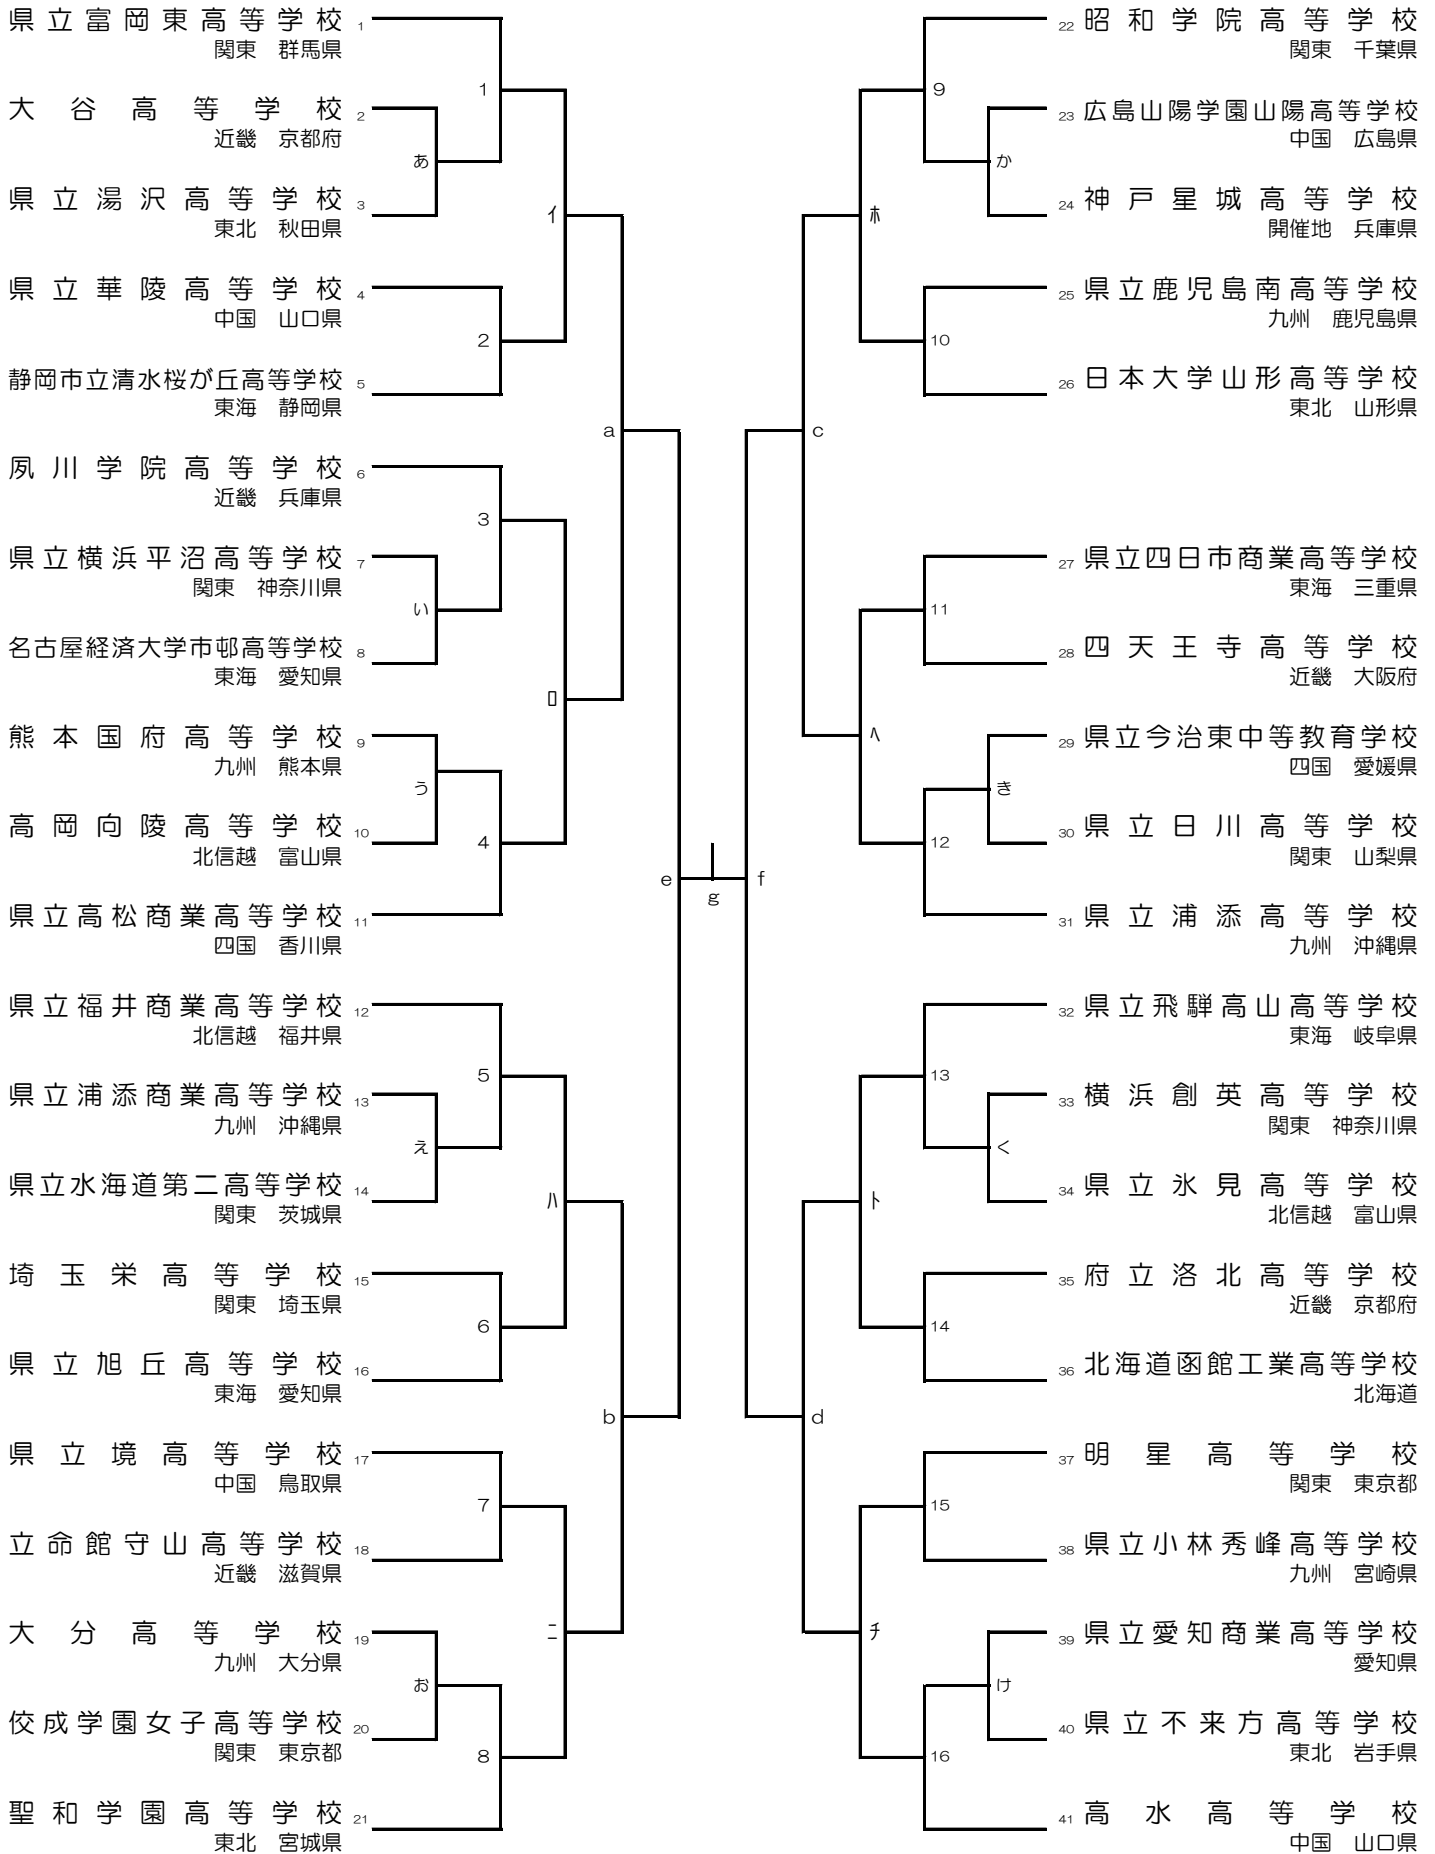 県立富岡東高等学校 1
関東 群馬県
1
大谷高等学校 2
近畿 京都府
あ
県立湯沢高等学校 3
東北 秋田県
イ
県立華陵高等学校 4
中国 山口県
2
静岡市立清水桜が丘高等学校 5
東海 静岡県
a
夙川学院高等学校 6
近畿 兵庫県
3
県立横浜平沼高等学校 7
関東 神奈川県
い
名古屋経済大学市邨高等学校 8
東海 愛知県
ロ
熊本国府高等学校 9
九州 熊本県
う
高岡向陵高等学校 10
北信越 富山県
4
県立高松商業高等学校 11
四国 香川県
県立福井商業高等学校 12
北信越 福井県
5
県立浦添商業高等学校 13
九州 沖縄県
え
県立水海道第二高等学校 14
関東 茨城県
ハ
埼玉栄高等学校 15
関東 埼玉県
6
県立旭丘高等学校 16
東海 愛知県
b
県立境高等学校 17
中国 鳥取県
7
立命館守山高等学校 18
近畿 滋賀県
大分高等学校 19
九州 大分県
ニ
お
佼成学園女子高等学校 20
関東 東京都
8
聖和学園高等学校 21
東北 宮城県
e
g
f
22 昭和学院高等学校
関東 千葉県
9
23 広島山陽学園山陽高等学校
中国 広島県
か
24 神戸星城高等学校
開催地 兵庫県
ホ
25 県立鹿児島南高等学校
九州 鹿児島県
10
26 日本大学山形高等学校
東北 山形県
c
27 県立四日市商業高等学校
東海 三重県
11
28 四天王寺高等学校
近畿 大阪府
ヘ
29 県立今治東中等教育学校
四国 愛媛県
き
30 県立日川高等学校
関東 山梨県
12
31 県立浦添高等学校
九州 沖縄県
32 県立飛騨高山高等学校
東海 岐阜県
13
33 横浜創英高等学校
関東 神奈川県
く
34 県立氷見高等学校
北信越 富山県
ト
35 府立洛北高等学校
近畿 京都府
14
36 北海道函館工業高等学校
北海道
d
37 明星高等学校
関東 東京都
15
38 県立小林秀峰高等学校
九州 宮崎県
チ
39 県立愛知商業高等学校
愛知県
け
40 県立不来方高等学校
東北 岩手県
16
41 高水高等学校
中国 山口県